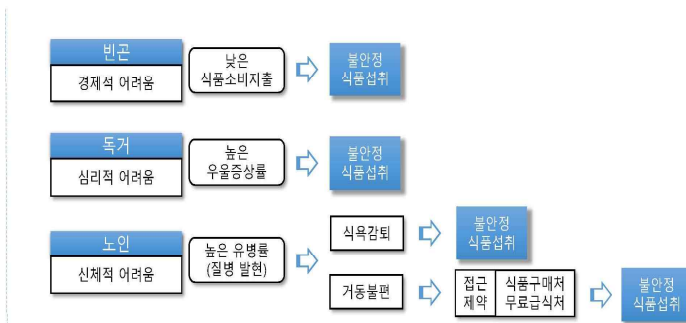 빈곤
경제석 어려움
낮은
식품소비지출
불안정
식품섭취
독거
심리적 어려움
높은
우울증상률
불안정
식품섭취
노인
신체적 어려움
높은 유병률
(질병 발현)
식욕감퇴
불안정
식품섭취
거동불편
접근
제약
식품구매처
무료급식처
불안정
식품섭취